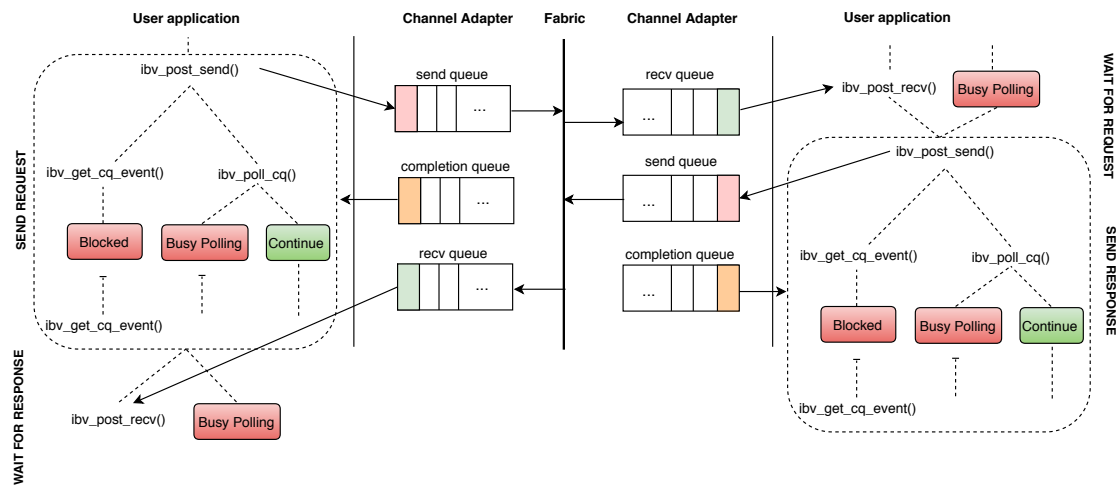 User application
Channel Adapter
Fabric
Channel Adapter
User application
SEND REQUEST
WAIT FOR RESPONSE
ibv_post_send()
ibv_get_cq_event()
ibv_poll_cq()
Blocked
Busy Polling
Continue
ibv_get_cq_event()
ibv_post_recv()
Busy Polling
send queue
...
completion queue
...
recv queue
...
recv queue
...
send queue
...
completion queue
...
ibv_post_recv()
Busy Polling
ibv_post_send()
ibv_get_cq_event()
ibv_poll_cq()
Blocked
Busy Polling
Continue
ibv_get_cq_event()
WAIT FOR REQUEST
SEND RESPONSE